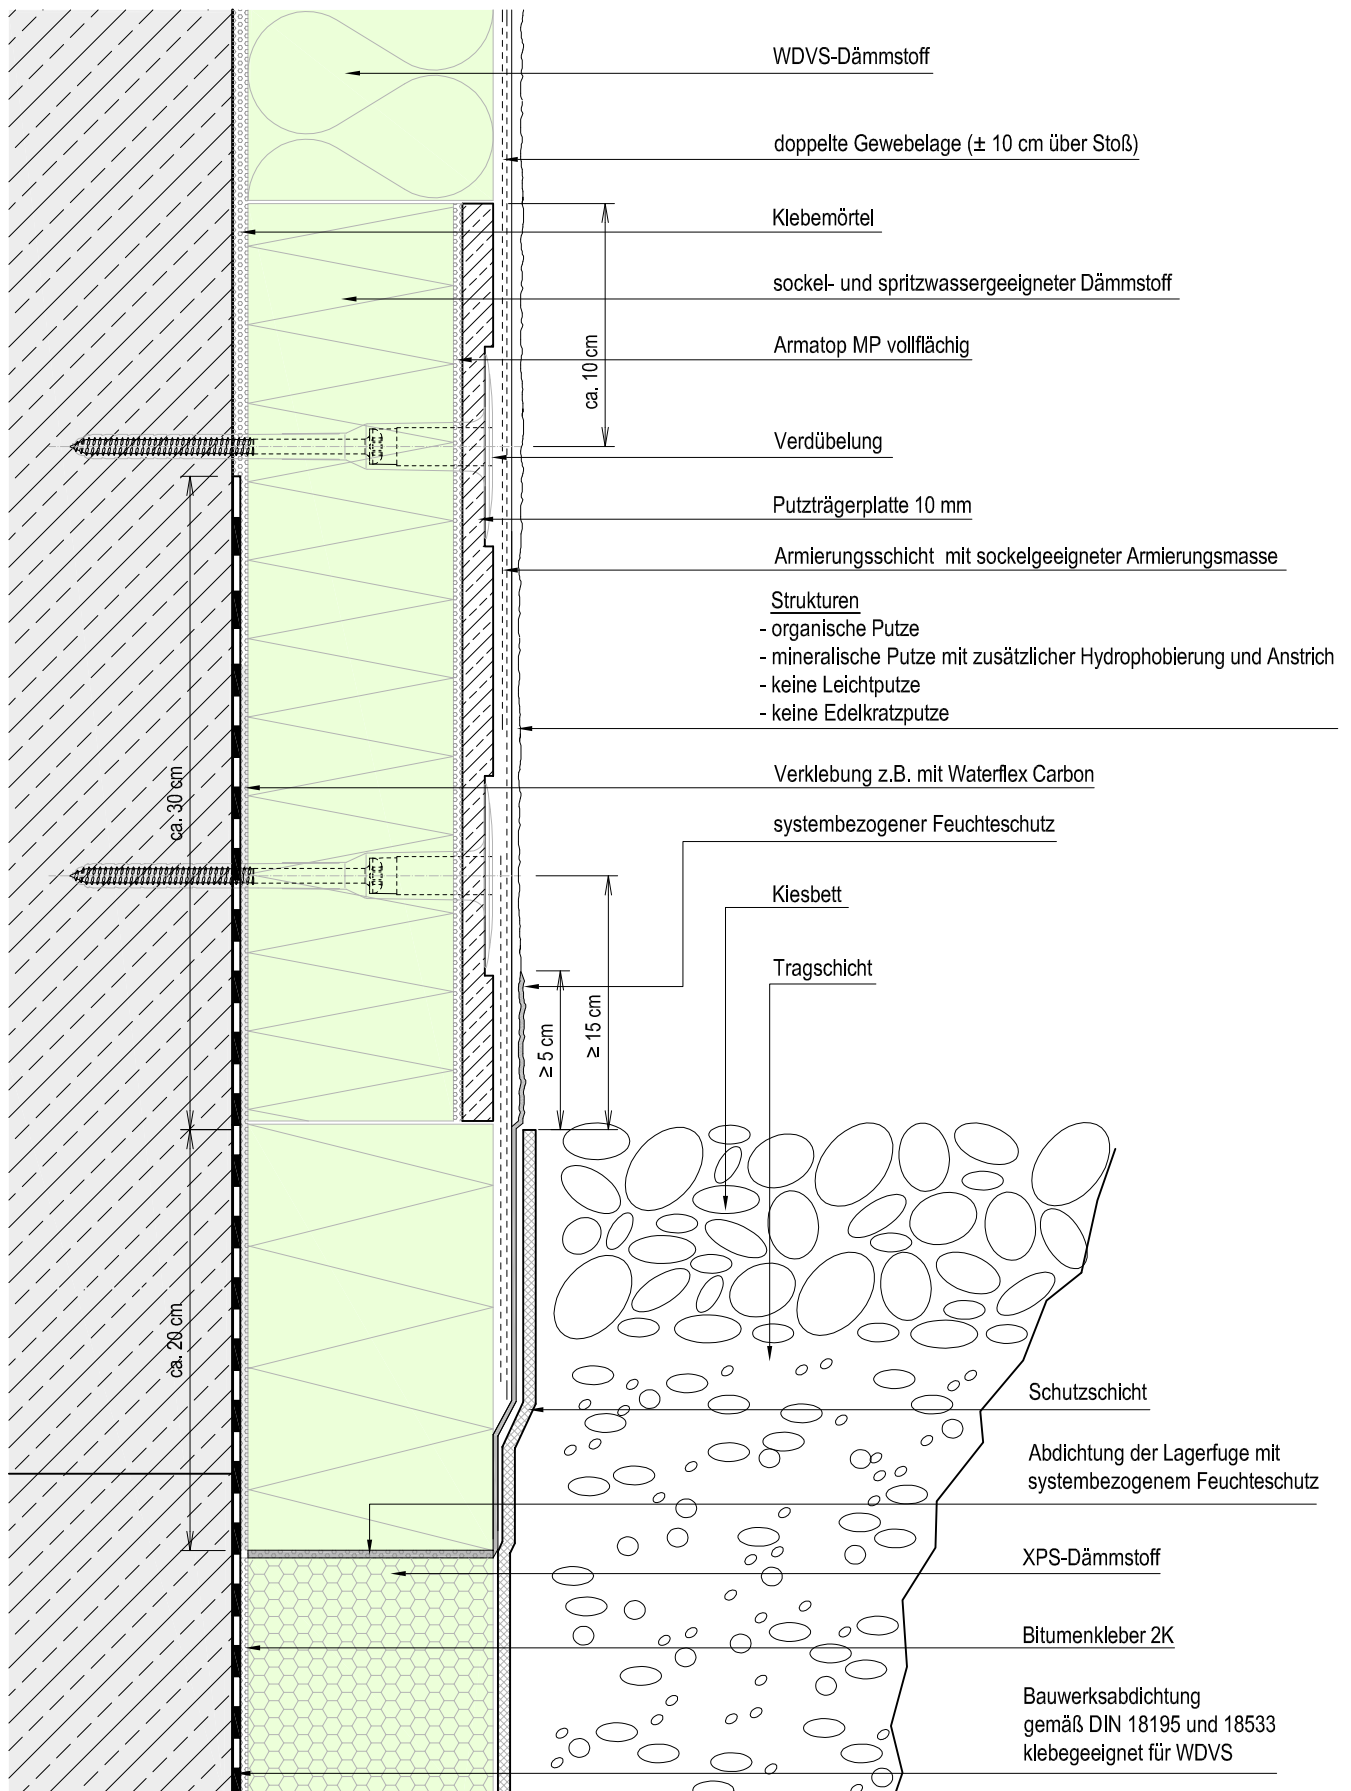 WDVS-Dämmstoff
doppelte Gewebelage (± 10 cm über Stoß)
Klebemörtel
sockel- und spritzwassergeeigneter Dämmstoff
Armatop MP vollflächig
ca. 10 cm
Verdübelung
Putzträgerplatte 10 mm
Armierungsschicht mit sockelgeeigneter Armierungsmasse
Strukturen
- organische Putze
- mineralische Putze mit zusätzlicher Hydrophobierung und Anstrich
- keine Leichtputze
- keine Edelkratzputze
Verklebung z.B. mit Waterflex Carbon
ca. 30 cm
systembezogener Feuchteschutz
Kiesbett
Tragschicht
≥ 5 cm
≥ 15 cm
ca. 20 cm
Schutzschicht
Abdichtung der Lagerfuge mit
systembezogenem Feuchteschutz
XPS-Dämmstoff
Bitumenkleber 2K
Bauwerksabdichtung
gemäß DIN 18195 und 18533
klebegeeignet für WDVS